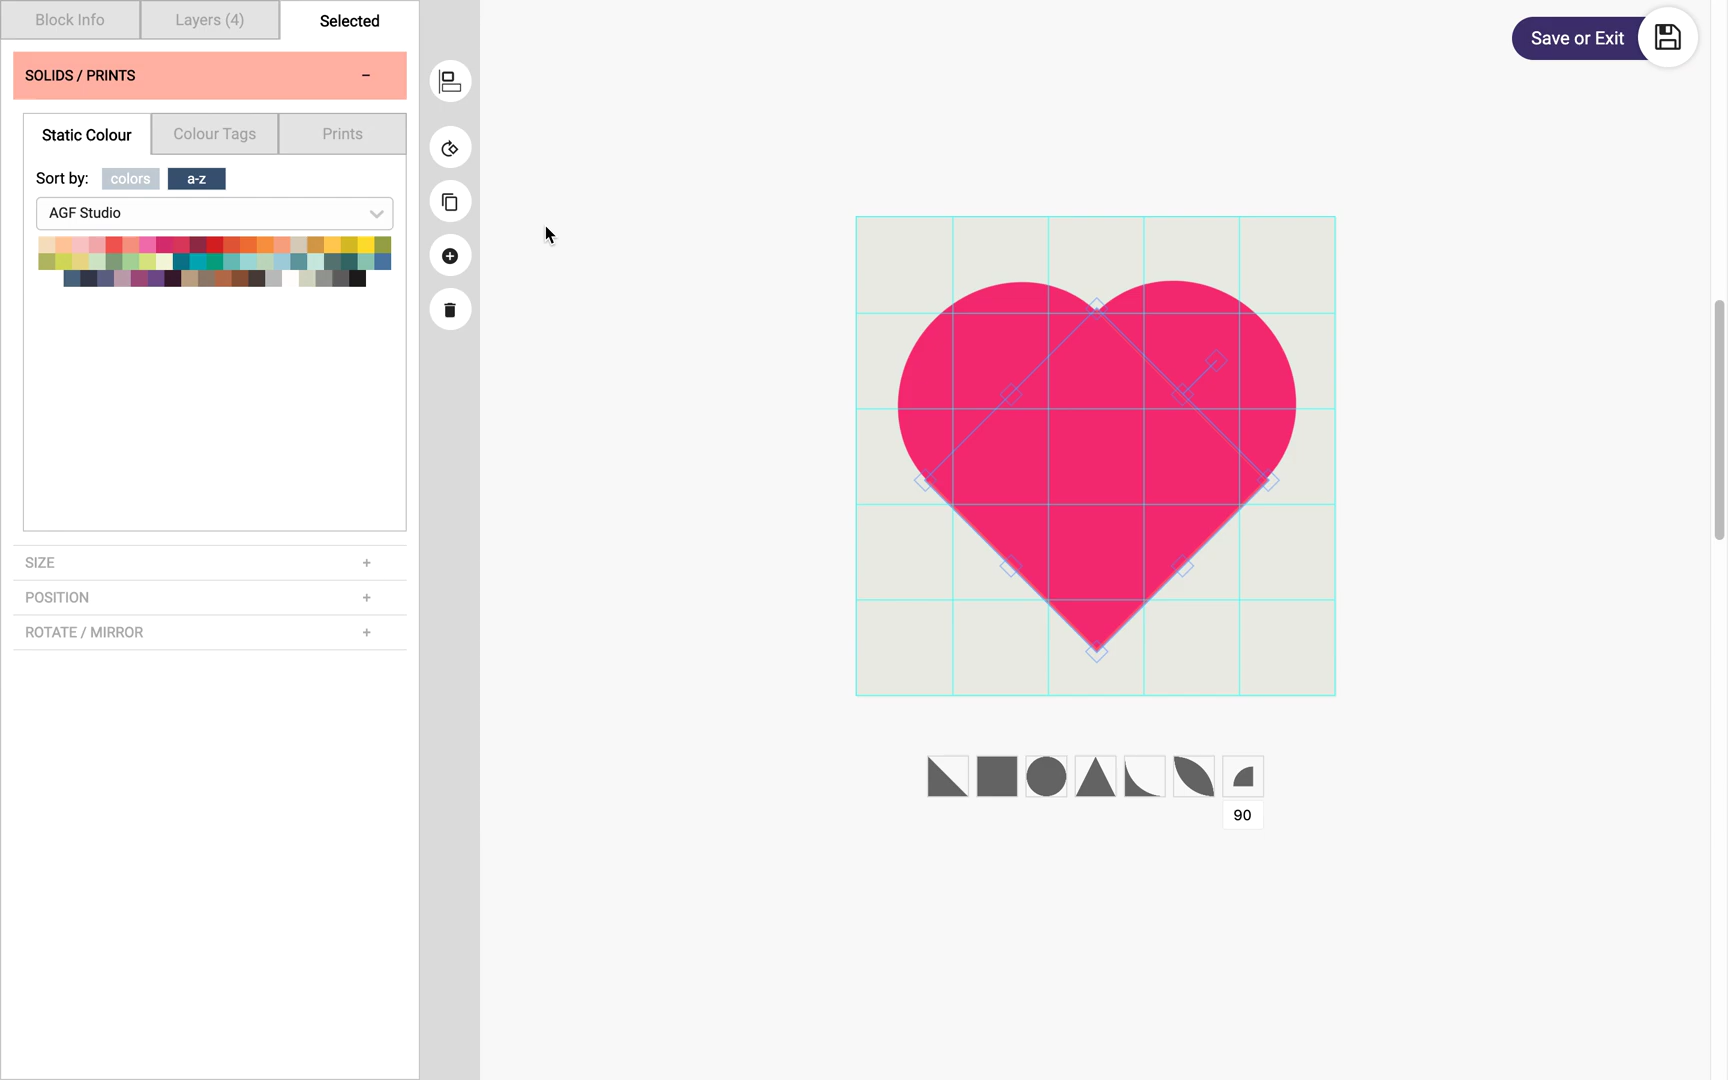 Block Info
Layers (4)
Selected
Save or Exit
SOLIDS / PRINTS
Static Colour
Colour Tags
Prints
Sort by:
colors
a-z
AGF Studio
SIZE
POSITION
ROTATE / MIRROR
90